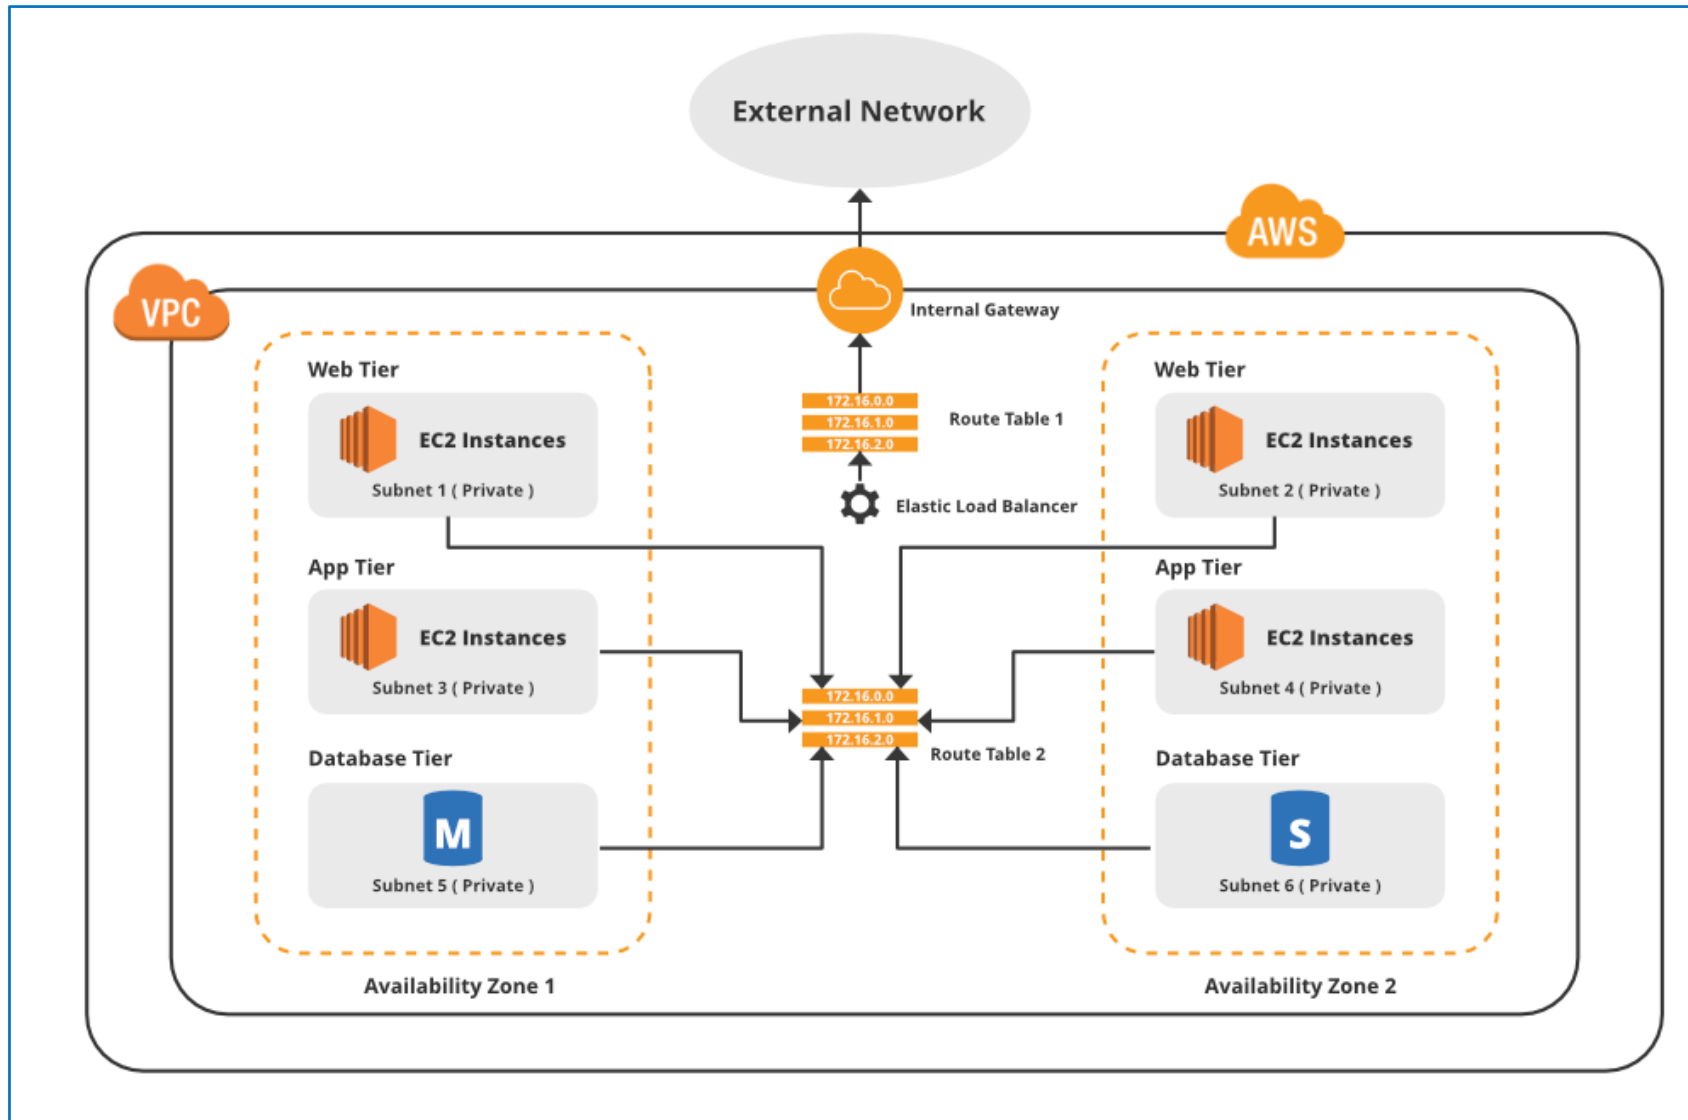 External Network
AWS
VPC
Internal Gateway
Web Tier
EC2 Instances
Subnet 1 ( Private )
172.16.0.0
172.16.1.0
172.16.2.0
Route Table 1
Elastic Load Balancer
Web Tier
EC2 Instances
Subnet 2 ( Private )
App Tier
EC2 Instances
Subnet 3 ( Private )
App Tier
EC2 Instances
Subnet 4 ( Private )
172.16.0.0
172.16.1.0
172.16.2.0
Route Table 2
Database Tier
M
Subnet 5 ( Private )
Database Tier
S
Subnet 6 ( Private )
Availability Zone 1
Availability Zone 2